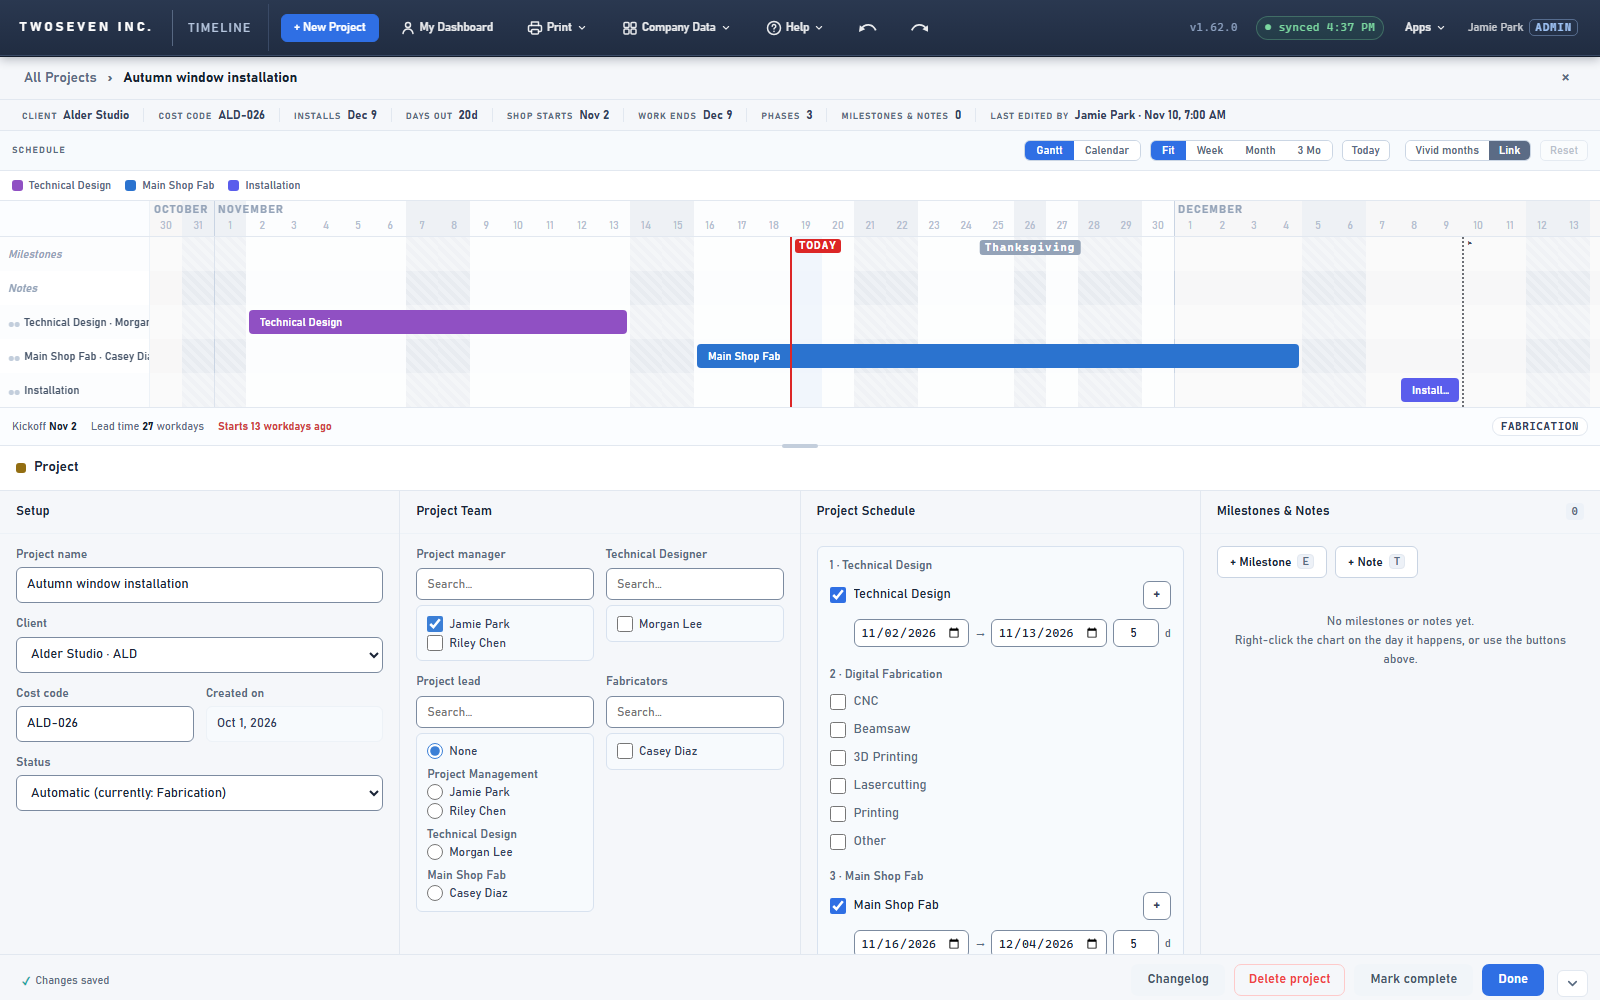 TWOSEVEN INC. TIMELINE + New Project My Dashboard Print Company Data Help v1.62.0 synced 4:37 PM Apps Jamie Park ADMIN
All Projects › Autumn window installation ×
CLIENT Alder Studio COST CODE ALD-026 INSTALLS Dec 9 DAYS OUT 20d SHOP STARTS Nov 2 WORK ENDS Dec 9 PHASES 3 MILESTONES & NOTES 0 LAST EDITED BY Jamie Park · Nov 10, 7:00 AM
SCHEDULE Gantt Calendar Fit Week Month 3 Mo Today Vivid months Link Reset
Technical Design Main Shop Fab Installation
OCTOBER NOVEMBER DECEMBER
30 31 1 2 3 4 5 6 7 8 9 10 11 12 13 14 15 16 17 18 19 20 21 22 23 24 25 26 27 28 29 30 1 2 3 4 5 6 7 8 9 10 11 12 13
Milestones TODAY Thanksgiving
Notes
Technical Design · Morgan Technical Design
Main Shop Fab · Casey Dia Main Shop Fab
Installation Install...
Kickoff Nov 2 Lead time 27 workdays Starts 13 workdays ago FABRICATION
Project
Setup
Project name
Autumn window installation
Client
Alder Studio · ALD
Cost code Created on
ALD-026 Oct 1, 2026
Status
Automatic (currently: Fabrication)
Project Team
Project manager
Search...
Jamie Park
Riley Chen
Technical Designer
Search...
Morgan Lee
Project lead
Search...
None
Project Management
Jamie Park
Riley Chen
Technical Design
Morgan Lee
Main Shop Fab
Casey Diaz
Fabricators
Search...
Casey Diaz
Project Schedule
1 · Technical Design
Technical Design +
11/02/2026 → 11/13/2026 5 d
2 · Digital Fabrication
CNC
Beamsaw
3D Printing
Lasercutting
Printing
Other
3 · Main Shop Fab
Main Shop Fab +
11/16/2026 → 12/04/2026 5 d
Milestones & Notes 0
+ Milestone E + Note T
No milestones or notes yet.
Right-click the chart on the day it happens, or use the buttons
above.
✓ Changes saved Changelog Delete project Mark complete Done